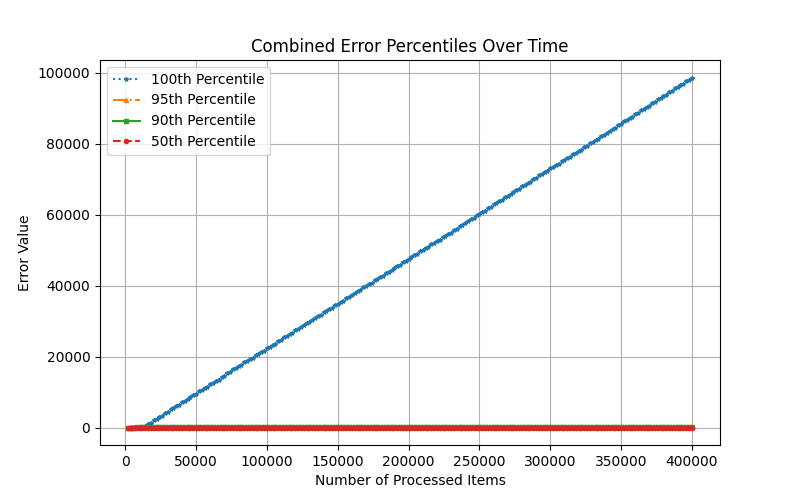 Combined Error Percentiles Over Time
100000
80000
60000
40000
20000
0
Error Value
100th Percentile
95th Percentile
90th Percentile
50th Percentile
0 50000 100000 150000 200000 250000 300000 350000 400000
Number of Processed Items